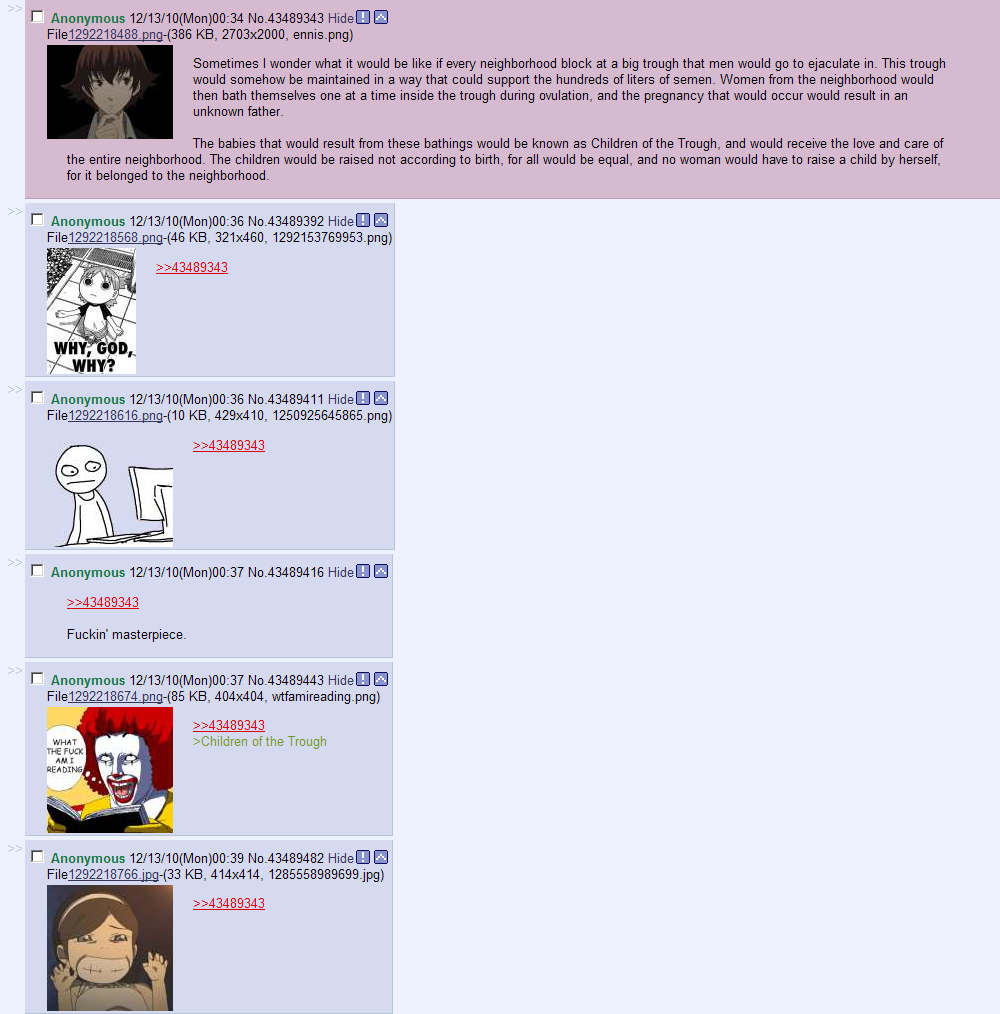 >> Anonymous 12/13/10(Mon)00:34 No.43489343 Hide
File1292218488.png-(386 KB, 2703x2000, ennis.png)
Sometimes I wonder what it would be like if every neighborhood block at a big trough that men would go to ejaculate in. This trough
would somehow be maintained in a way that could support the hundreds of liters of semen. Women from the neighborhood would
then bath themselves one at a time inside the trough during ovulation, and the pregnancy that would occur would result in an
unknown father.
The babies that would result from these bathings would be known as Children of the Trough, and would receive the love and care of
the entire neighborhood. The children would be raised not according to birth, for all would be equal, and no woman would have to raise a child by herself,
for it belonged to the neighborhood.
>> Anonymous 12/13/10(Mon)00:36 No.43489392 Hide
File1292218568.png-(46 KB, 321x460, 1292153769953.png)
>>43489343
WHY, GOD,
WHY?
>> Anonymous 12/13/10(Mon)00:36 No.43489411 Hide
File1292218616.png-(10 KB, 429x410, 1250925645865.png)
>>43489343
>> Anonymous 12/13/10(Mon)00:37 No.43489416 Hide
>>43489343
Fuckin' masterpiece.
>> Anonymous 12/13/10(Mon)00:37 No.43489443 Hide
File1292218674.png-(85 KB, 404x404, wtfamireading.png)
>>43489343
>Children of the Trough
WHAT
THE FUCK
AM I
READING
>> Anonymous 12/13/10(Mon)00:39 No.43489482 Hide
File1292218766.jpg-(33 KB, 414x414, 1285558989699.jpg)
>>43489343